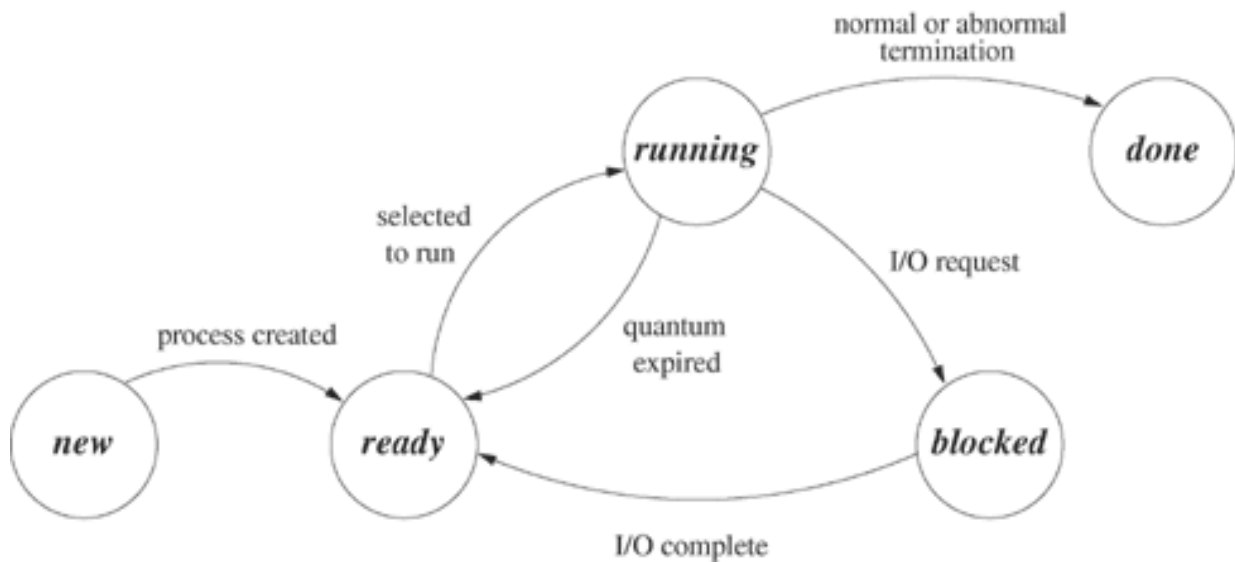 normal or abnormal
termination
running
done
selected
to run
I/O request
quantum
expired
process created
new
ready
blocked
I/O complete